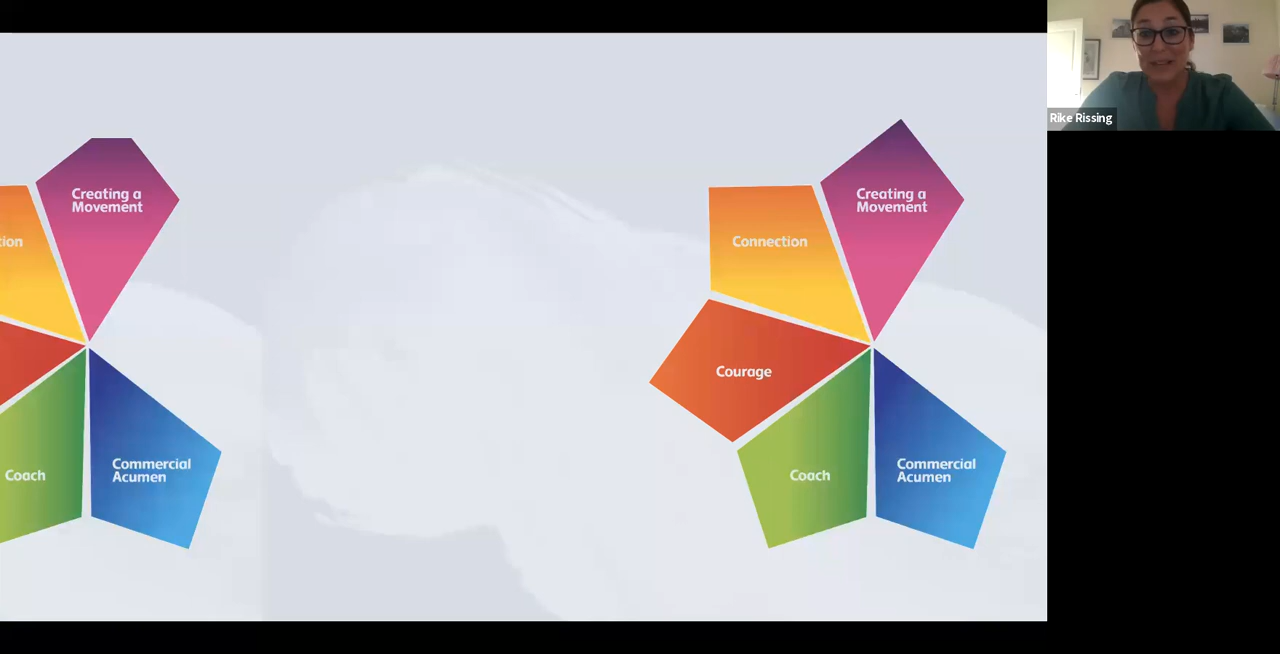 Creating a
Movement
tion
Coach
Commercial
Acumen
Creating a
Movement
Connection
Courage
Coach
Commercial
Acumen
Rike Rissing